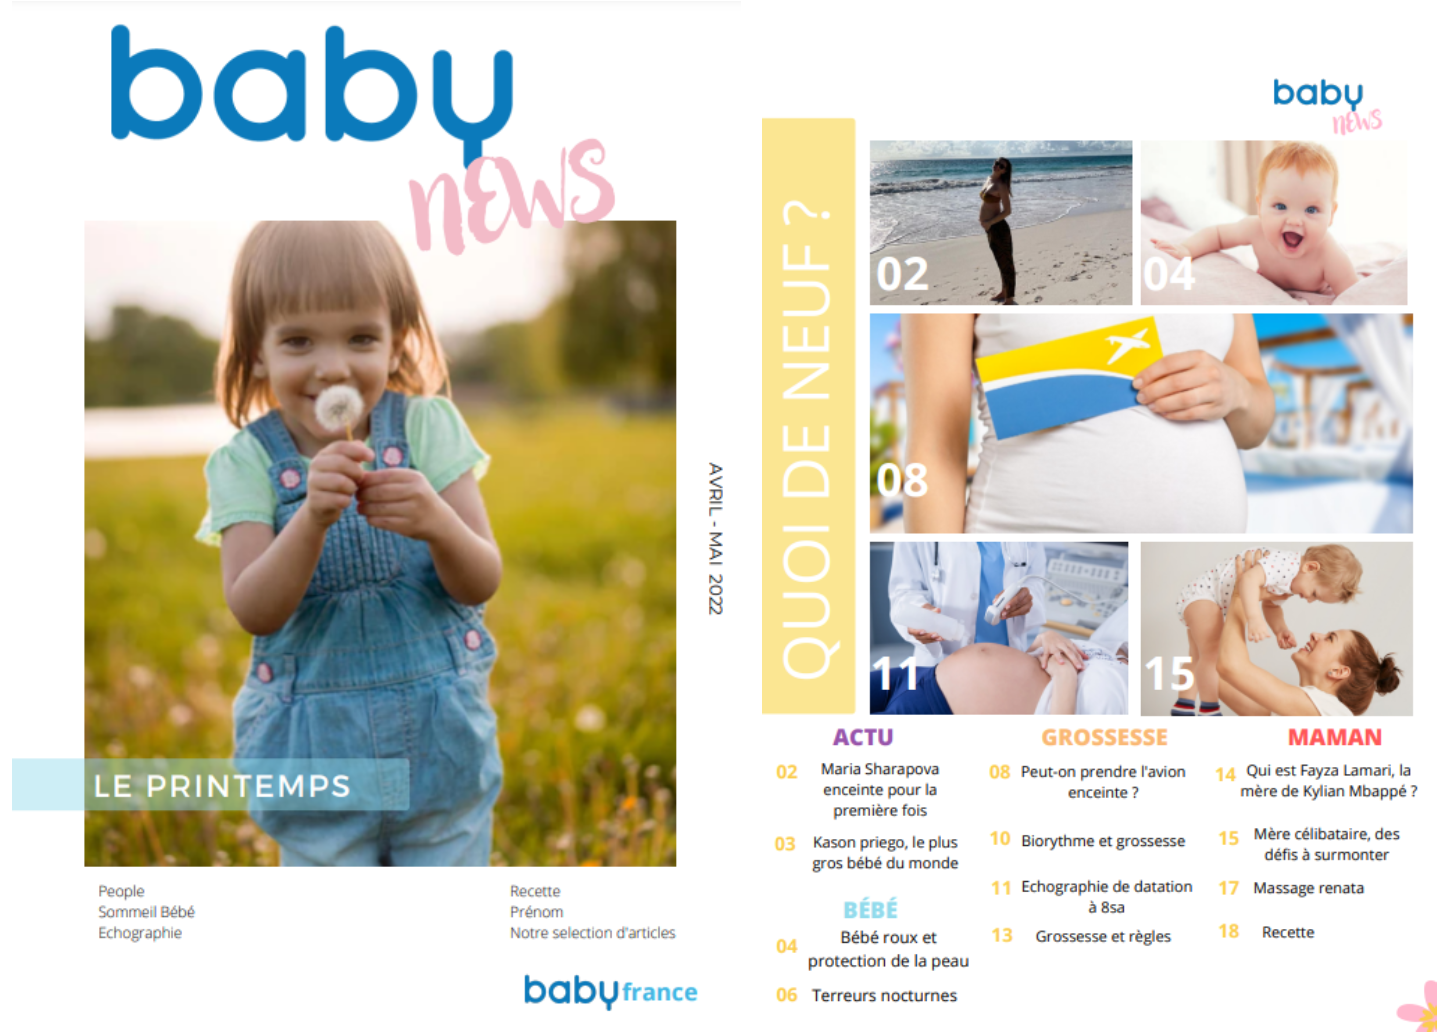 baby
news
AVRIL - MAI 2022
LE PRINTEMPS
People
Sommeil Bébé
Echographie
Recette
Prénom
Notre selection d'articles
baby france
baby
news
QUOI DE NEUF ?
02
04
08
11
15
ACTU
02 Maria Sharapova
enceinte pour la
première fois
03 Kason priego, le plus
gros bébé du monde
BÉBÉ
04 Bébé roux et
protection de la peau
06 Terreurs nocturnes
GROSSESSE
08 Peut-on prendre l'avion
enceinte ?
10 Biorythme et grossesse
11 Echographie de datation
à 8sa
13 Grossesse et règles
MAMAN
14 Qui est Fayza Lamari, la
mère de Kylian Mbappé ?
15 Mère célibataire, des
défis à surmonter
17 Massage renata
18 Recette